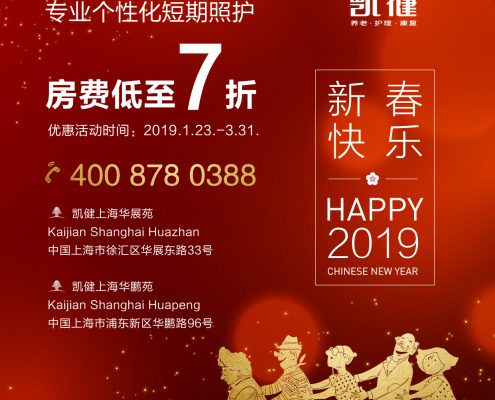 专业个性化短期照护
凯健
养老·护理·康复
房费低至7折
优惠活动时间：2019.1.23.-3.31.
400 878 0388
凯健上海华展苑
Kaijian Shanghai Huazhan
中国上海市徐汇区华展东路33号
凯健上海华鹏苑
Kaijian Shanghai Huapeng
中国上海市浦东新区华鹏路96号
新春
快乐
HAPPY
2019
CHINESE NEW YEAR